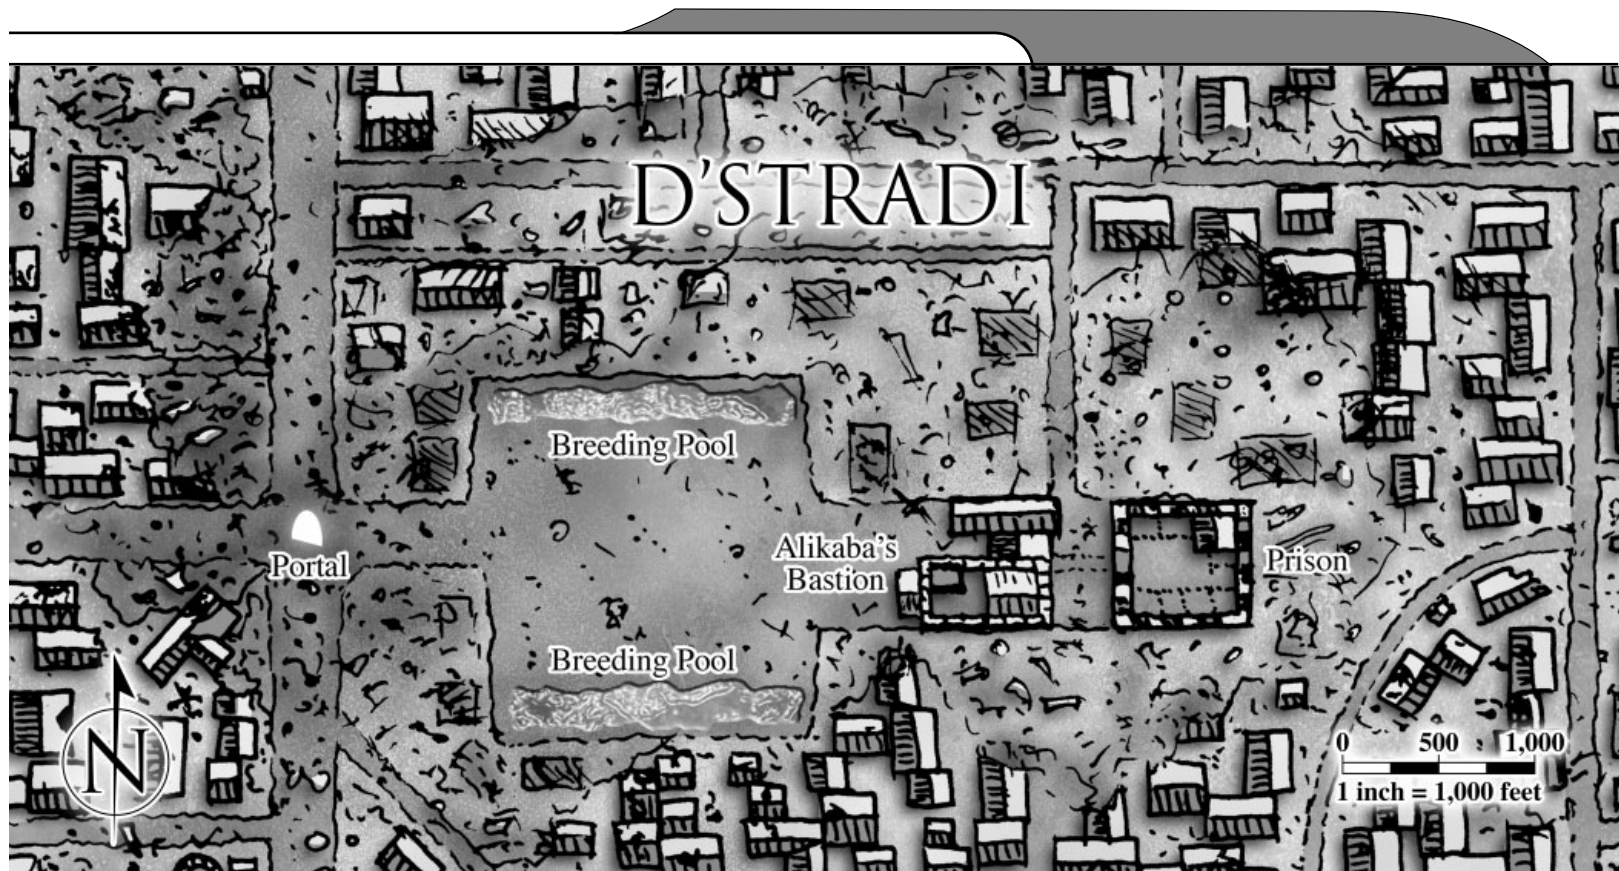 D'STRADI
Breeding Pool
Portal
Alikaba's
Bastion
Prison
Breeding Pool
N
0 500 1,000
1 inch = 1,000 feet